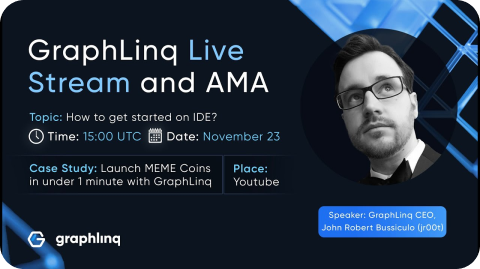 GraphLinq Live
Stream and AMA
Topic: How to get started on IDE?
Time: 15:00 UTC Date: November 23
Case Study: Launch MEME Coins
in under 1 minute with GraphLinq
Place:
Youtube
Speaker: GraphLinq CEO,
John Robert Bussiculo (jr00t)
graphlınq